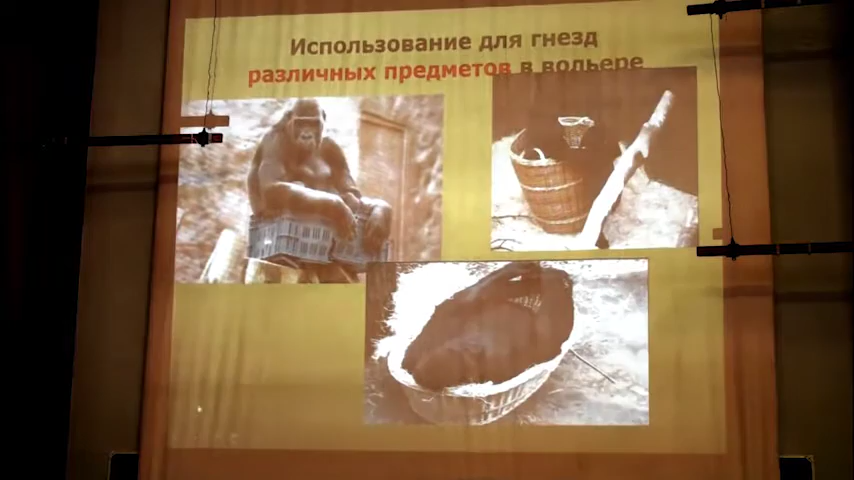 Использование для гнезд
различных предметов в вольере